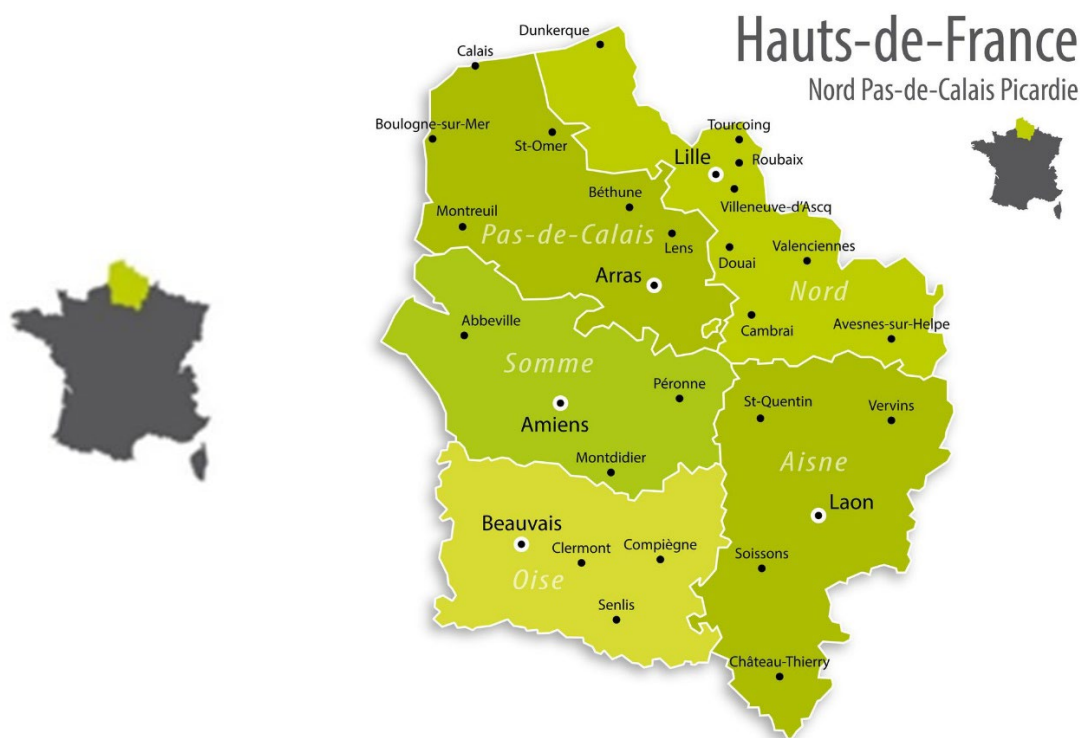 Hauts-de-France
Nord Pas-de-Calais Picardie
Dunkerque
Calais
Boulogne-sur-Mer
St-Omer
Tourcoing
Lille
Roubaix
Béthune
Villeneuve-d'Ascq
Montreuil
Pas-de-Calais
Lens
Douai
Valenciennes
Arras
Nord
Abbeville
Cambrai
Avesnes-sur-Helpe
Somme
Péronne
St-Quentin
Vervins
Amiens
Montdidier
Aisne
Laon
Beauvais
Clermont
Compiègne
Soissons
Oise
Senlis
Château-Thierry